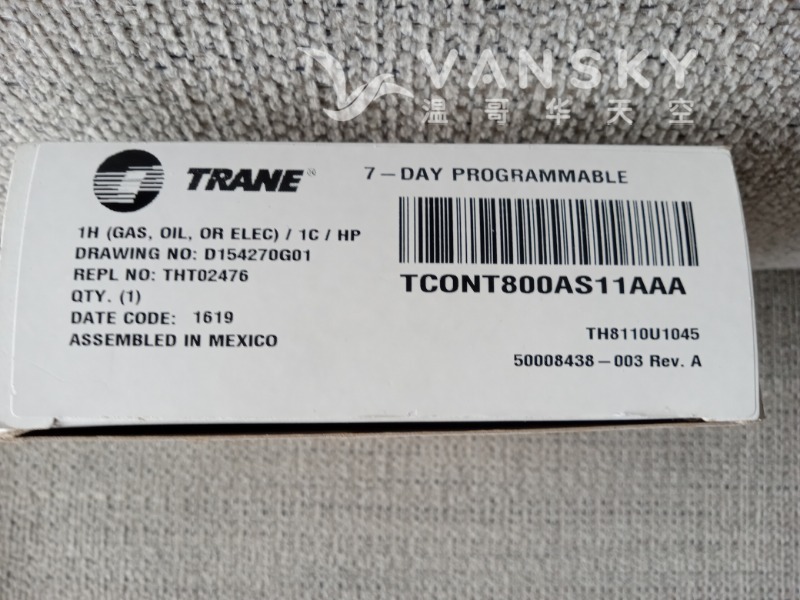 VANSKY
温哥华天空
TRANE®
7-DAY PROGRAMMABLE
1H (GAS, OIL, OR ELEC) / 1C / HP
DRAWING NO: D154270G01
REPL NO: THT02476
QTY. (1)
DATE CODE: 1619
ASSEMBLED IN MEXICO
TCONT800AS11AAA
TH8110U1045
50008438-003 Rev. A